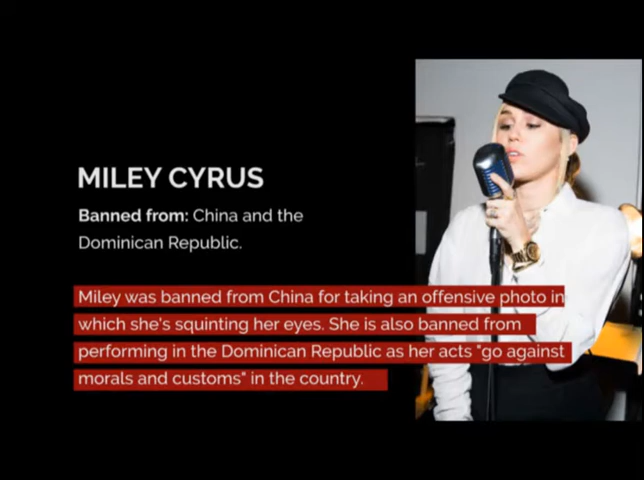 MILEY CYRUS
Banned from: China and the
Dominican Republic.
Miley was banned from China for taking an offensive photo in
which she's squinting her eyes. She is also banned from
performing in the Dominican Republic as her acts "go against
morals and customs" in the country.